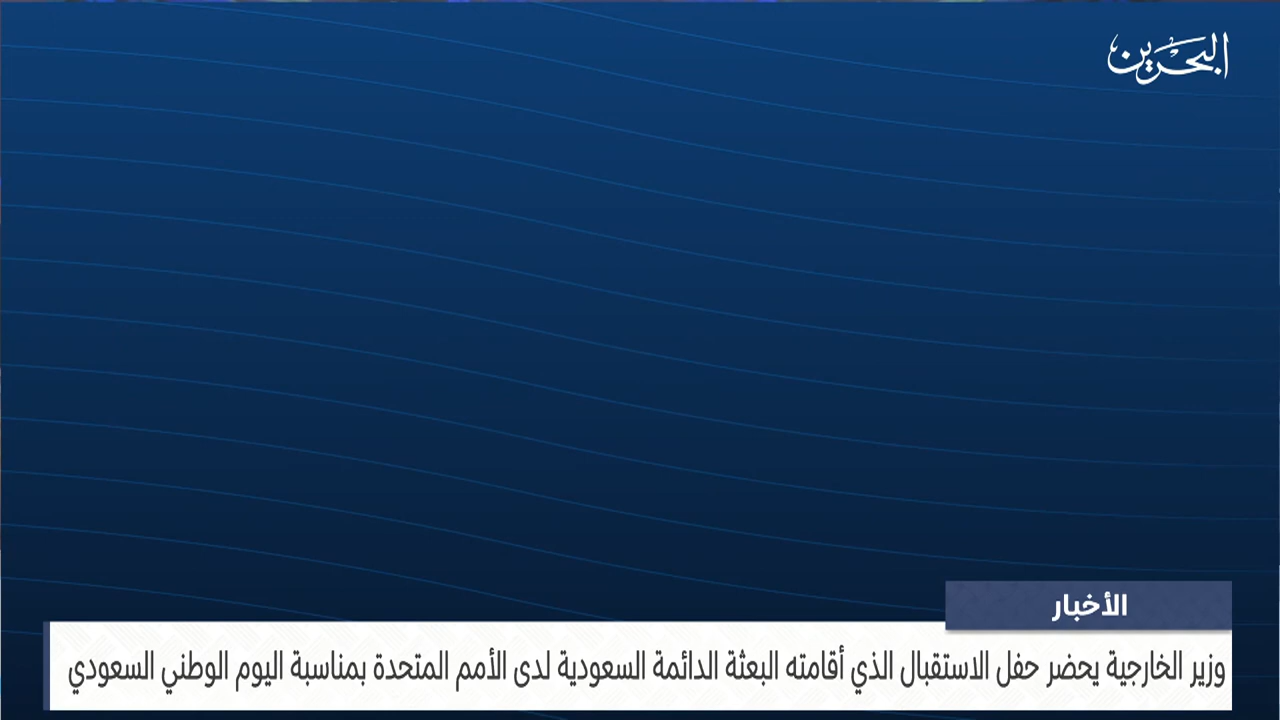 البحرين
الأخبار
وزير الخارجية يحضر حفل الاستقبال الذي أقامته البعثة الدائمة السعودية لدى الأمم المتحدة بمناسبة اليوم الوطني السعودي